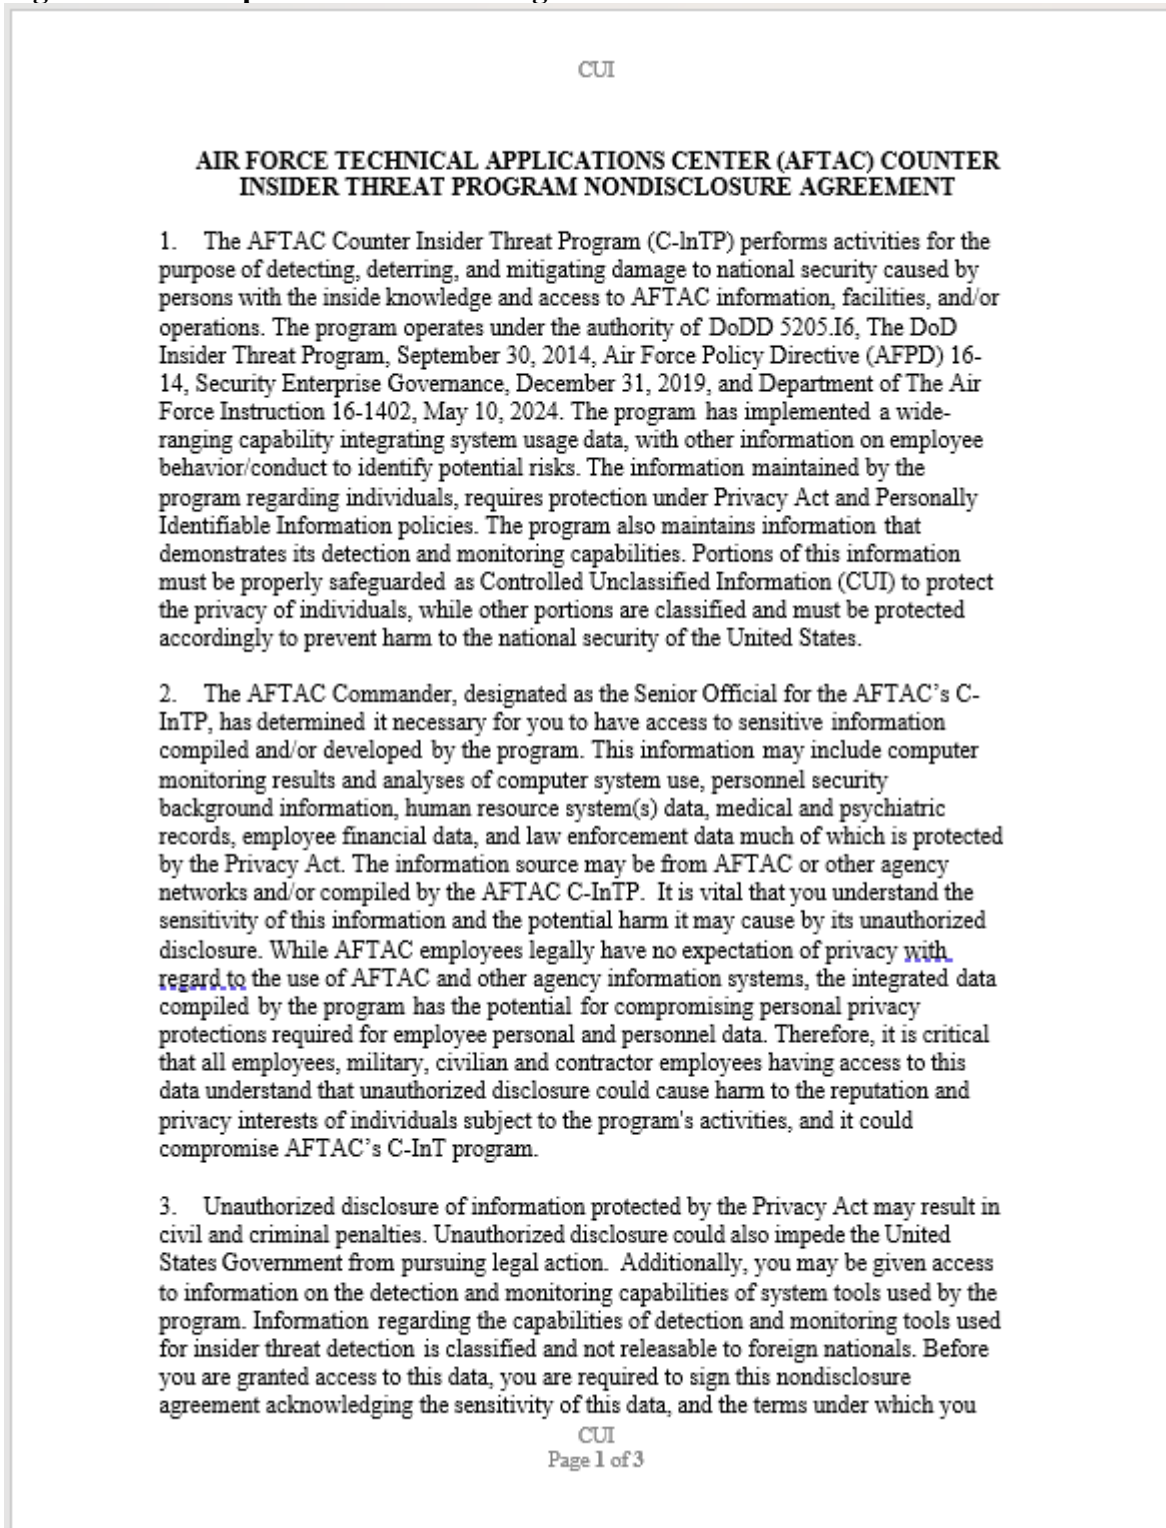 CUI
AIR FORCE TECHNICAL APPLICATIONS CENTER (AFTAC) COUNTER
INSIDER THREAT PROGRAM NONDISCLOSURE AGREEMENT
1. The AFTAC Counter Insider Threat Program (C-lnTP) performs activities for the
purpose of detecting, deterring, and mitigating damage to national security caused by
persons with the inside knowledge and access to AFTAC information, facilities, and/or
operations. The program operates under the authority of DoDD 5205.I6, The DoD
Insider Threat Program, September 30, 2014, Air Force Policy Directive (AFPD) 16-
14, Security Enterprise Governance, December 31, 2019, and Department of The Air
Force Instruction 16-1402, May 10, 2024. The program has implemented a wide-
ranging capability integrating system usage data, with other information on employee
behavior/conduct to identify potential risks. The information maintained by the
program regarding individuals, requires protection under Privacy Act and Personally
Identifiable Information policies. The program also maintains information that
demonstrates its detection and monitoring capabilities. Portions of this information
must be properly safeguarded as Controlled Unclassified Information (CUI) to protect
the privacy of individuals, while other portions are classified and must be protected
accordingly to prevent harm to the national security of the United States.
2. The AFTAC Commander, designated as the Senior Official for the AFTAC’s C-
InTP, has determined it necessary for you to have access to sensitive information
compiled and/or developed by the program. This information may include computer
monitoring results and analyses of computer system use, personnel security
background information, human resource system(s) data, medical and psychiatric
records, employee financial data, and law enforcement data much of which is protected
by the Privacy Act. The information source may be from AFTAC or other agency
networks and/or compiled by the AFTAC C-InTP. It is vital that you understand the
sensitivity of this information and the potential harm it may cause by its unauthorized
disclosure. While AFTAC employees legally have no expectation of privacy with
regard to the use of AFTAC and other agency information systems, the integrated data
compiled by the program has the potential for compromising personal privacy
protections required for employee personal and personnel data. Therefore, it is critical
that all employees, military, civilian and contractor employees having access to this
data understand that unauthorized disclosure could cause harm to the reputation and
privacy interests of individuals subject to the program's activities, and it could
compromise AFTAC’s C-InT program.
3. Unauthorized disclosure of information protected by the Privacy Act may result in
civil and criminal penalties. Unauthorized disclosure could also impede the United
States Government from pursuing legal action. Additionally, you may be given access
to information on the detection and monitoring capabilities of system tools used by the
program. Information regarding the capabilities of detection and monitoring tools used
for insider threat detection is classified and not releasable to foreign nationals. Before
you are granted access to this data, you are required to sign this nondisclosure
agreement acknowledging the sensitivity of this data, and the terms under which you
CUI
Page 1 of 3